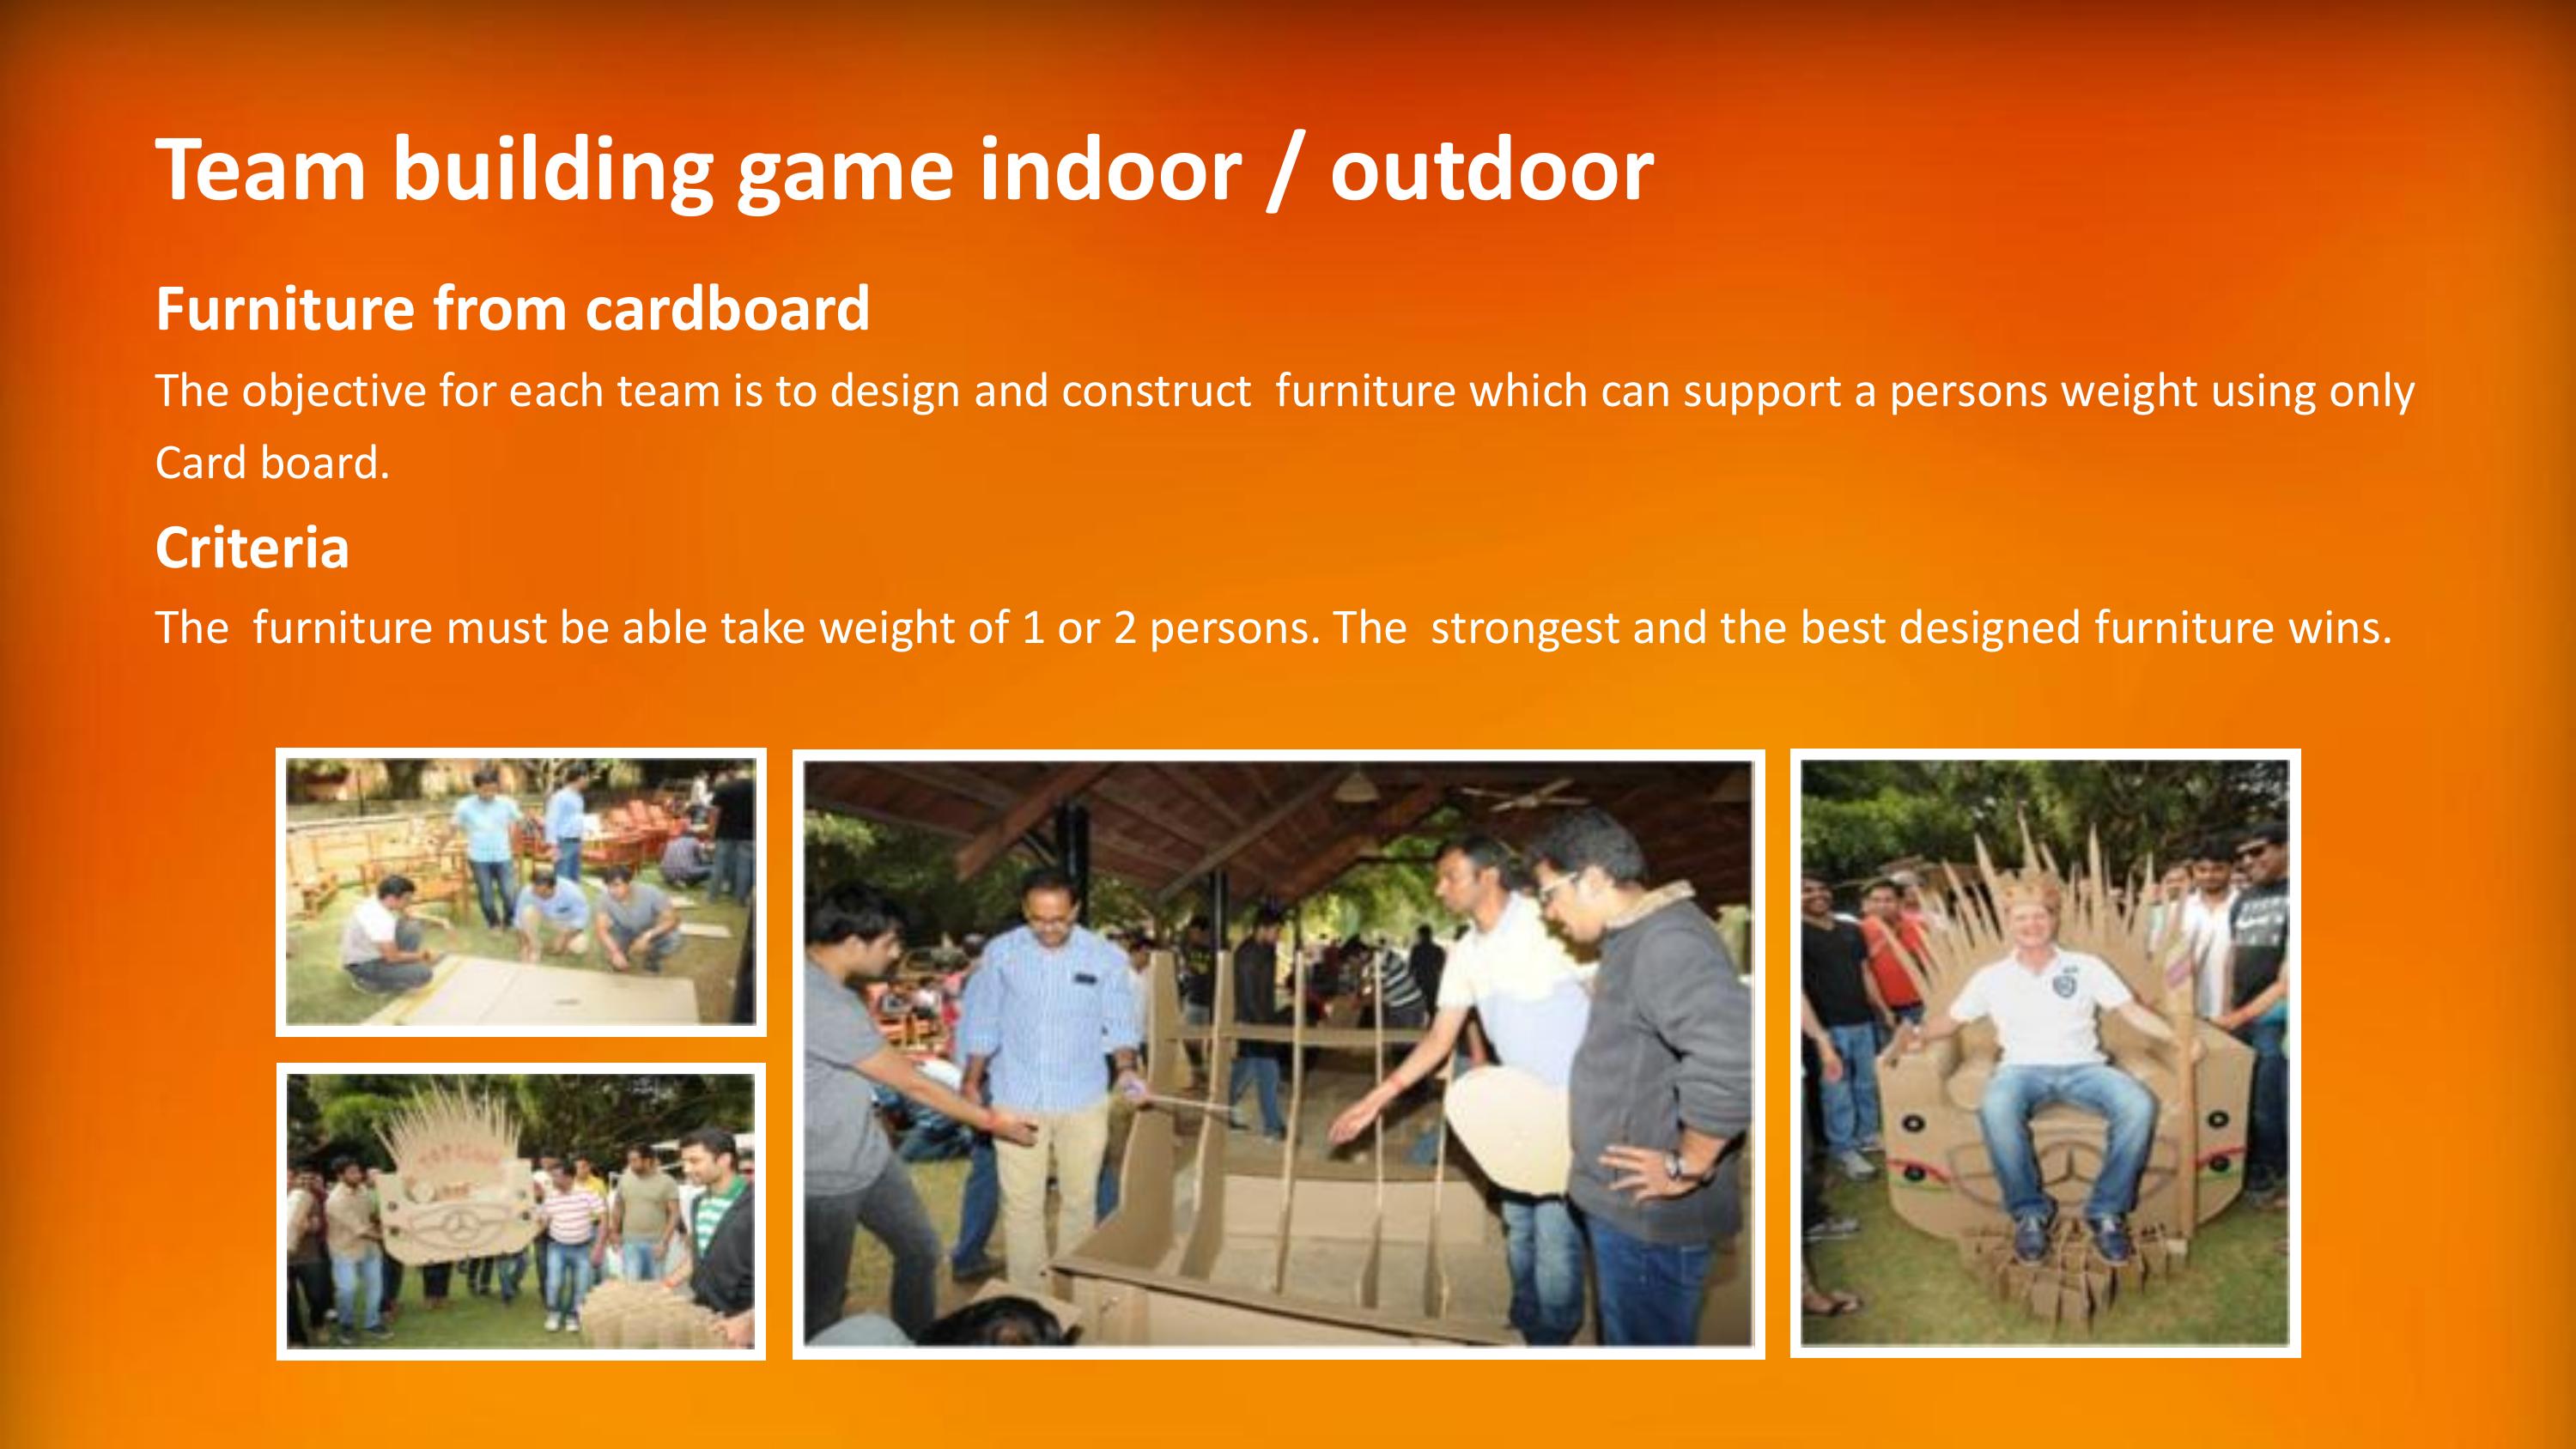 Team building game indoor / outdoor
Furniture from cardboard
The objective for each team is to design and construct  furniture which can support a persons weight using only
Card board.
Criteria
The  furniture must be able take weight of 1 or 2 persons. The  strongest and the best designed furniture wins.